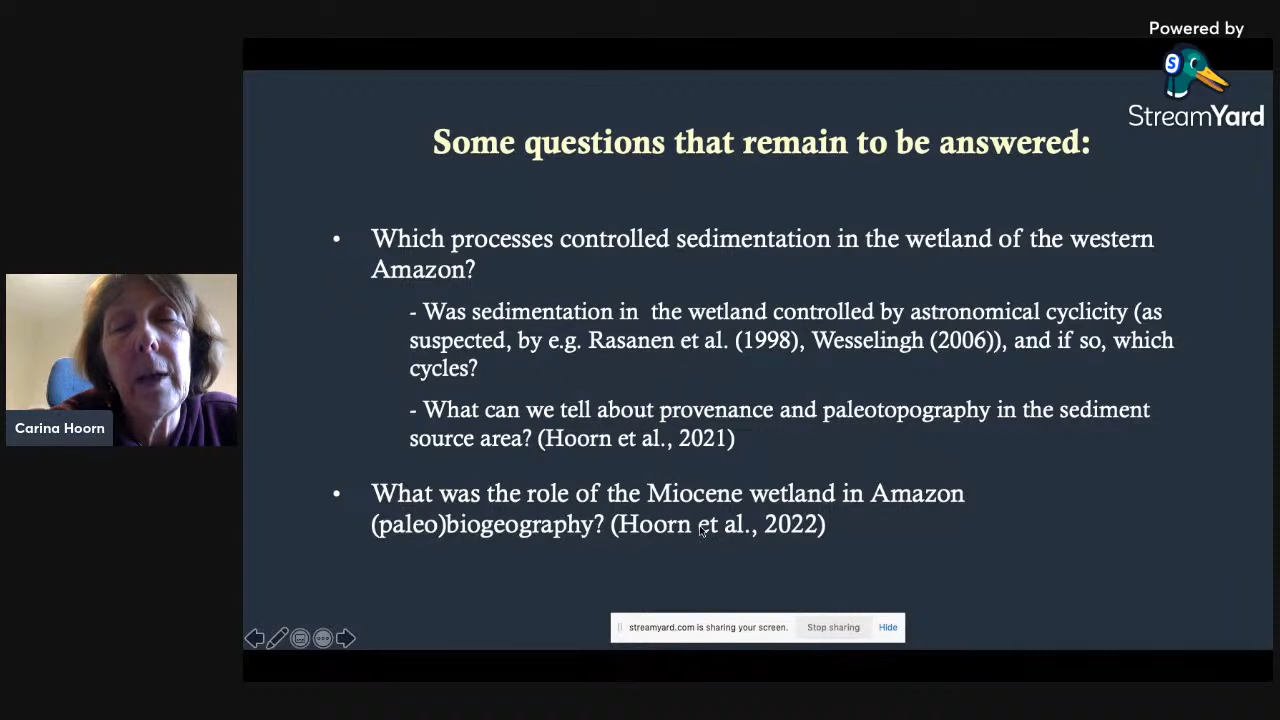 Powered by
StreamYard
Some questions that remain to be answered:
• Which processes controlled sedimentation in the wetland of the western
Amazon?
- Was sedimentation in the wetland controlled by astronomical cyclicity (as
suspected, by e.g. Rasanen et al. (1998), Wesselingh (2006)), and if so, which
cycles?
- What can we tell about provenance and paleotopography in the sediment
source area? (Hoorn et al., 2021)
• What was the role of the Miocene wetland in Amazon
(paleo)biogeography? (Hoorn et al., 2022)
Carina Hoorn
streamyard.com is sharing your screen. Stop sharing Hide